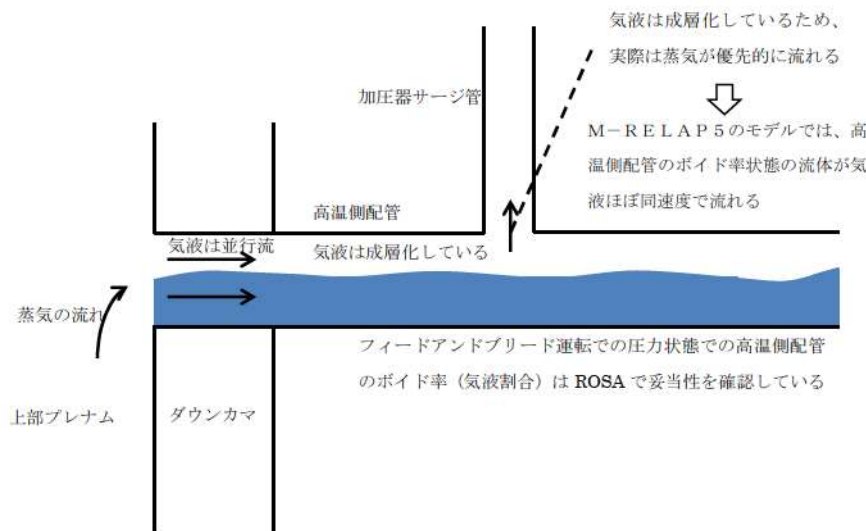 気液は成層化しているため、
実際は蒸気が優先的に流れる
加圧器サージ管
M-RELAP5のモデルでは、高
温側配管のボイド率状態の流体が気
液ほぼ同速度で流れる
高温側配管
気液は並行流
気液は成層化している
蒸気の流れ
フィードアンドブリード運転での圧力状態での高温側配管
のボイド率（気液割合）は ROSA で妥当性を確認している
上部プレナム
ダウンカマ